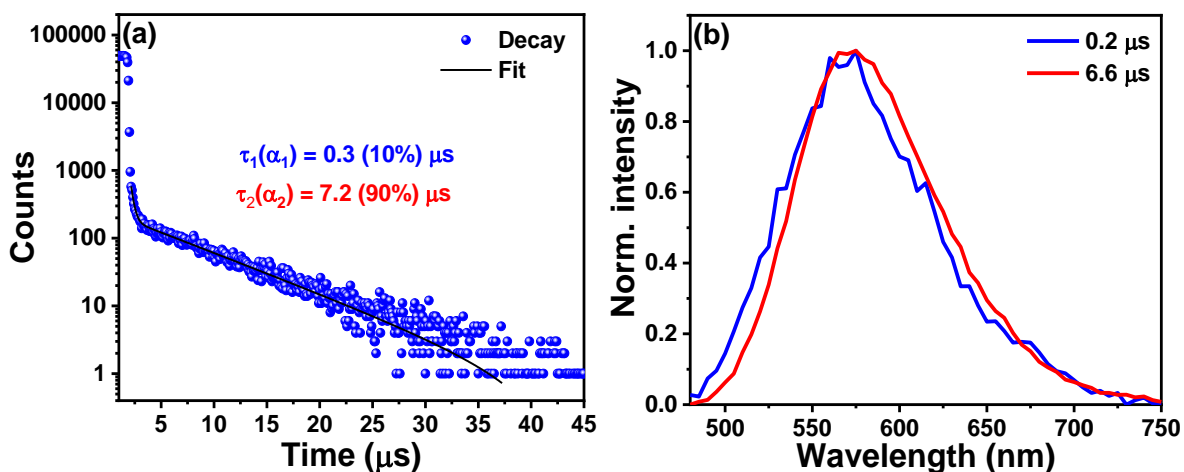 (a)
Decay
Fit
τ₁(α₁) = 0.3 (10%) μs
τ₂(α₂) = 7.2 (90%) μs
100000
10000
1000
100
10
1
Counts
5 10 15 20 25 30 35 40 45
Time (μs)
(b)
0.2 μs
6.6 μs
1.0
0.8
0.6
0.4
0.2
0.0
Norm. intensity
500 550 600 650 700 750
Wavelength (nm)